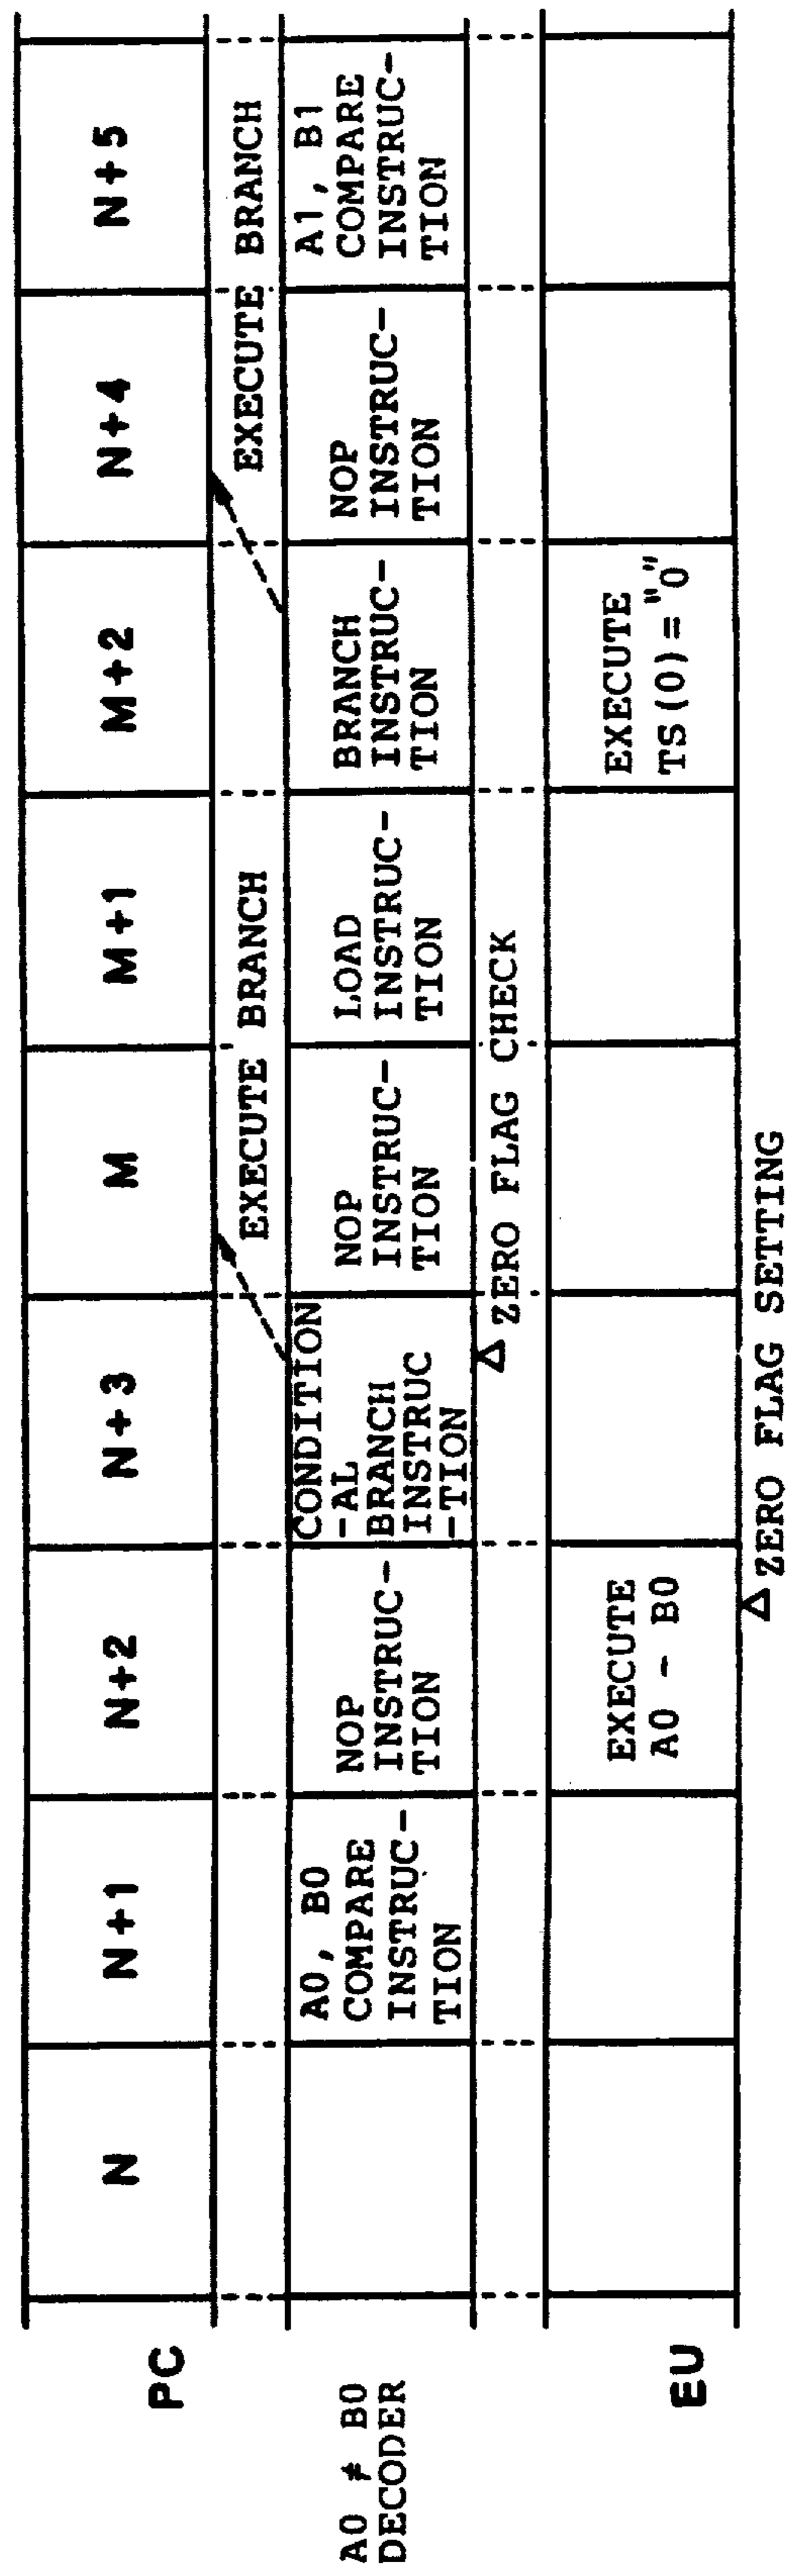 PC
N
N+1
N+2
N+3
M
M+1
M+2
N+4
N+5
EXECUTE BRANCH
EXECUTE BRANCH
A0 ≠ B0
DECODER
A0, B0
COMPARE
INSTRUC-
TION
NOP
INSTRUC-
TION
CONDITION
-AL
BRANCH
INSTRUC
-TION
NOP
INSTRUC-
TION
LOAD
INSTRUC-
TION
BRANCH
INSTRUC-
TION
NOP
INSTRUC-
TION
A1, B1
COMPARE
INSTRUC-
TION
Δ ZERO FLAG CHECK
EU
EXECUTE
A0 - B0
EXECUTE
TS(0)="0"
Δ ZERO FLAG SETTING